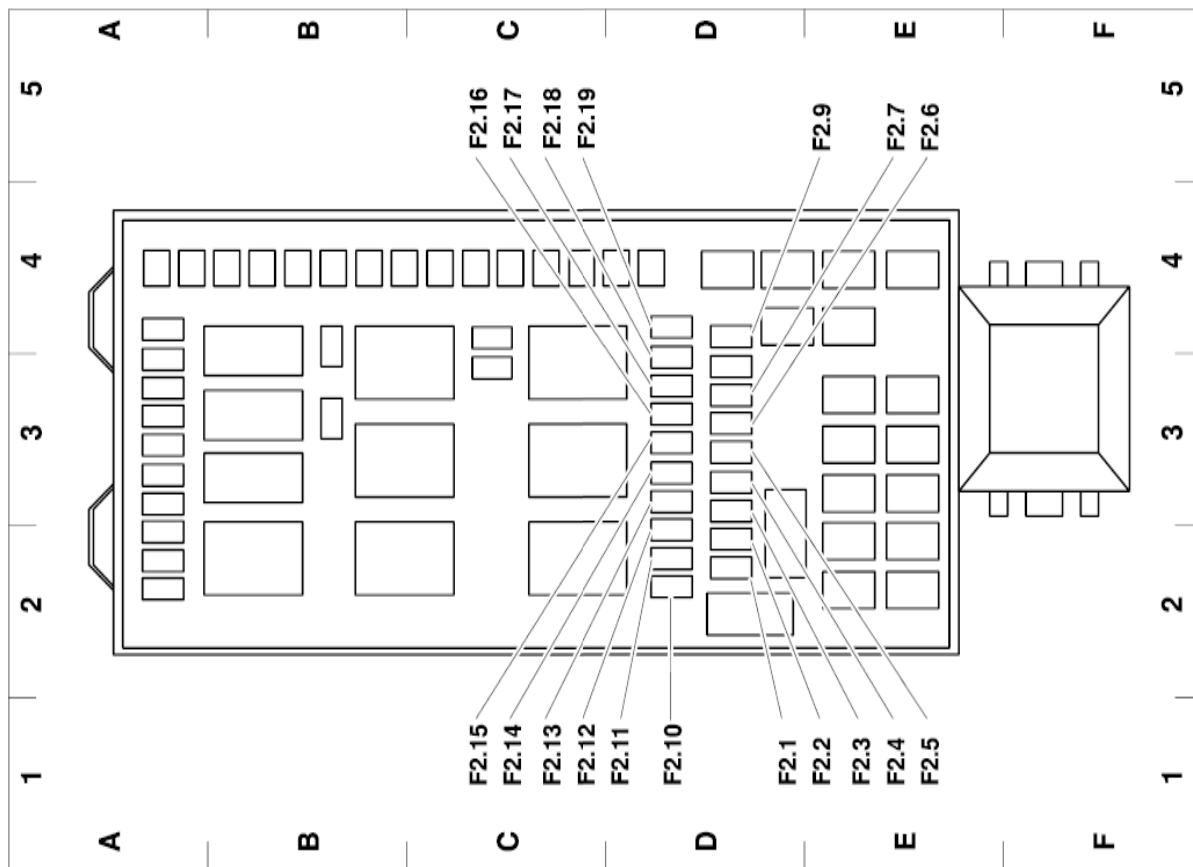 1 2 3 4 5
A A
B B
F2.15 F2.16
C C
F2.14 F2.17
F2.13 F2.18
F2.12 F2.19
F2.11
F2.10
D D
F2.1
F2.2 F2.9
F2.3
F2.4 F2.7
E E
F2.5 F2.6
F F
1 2 3 4 5